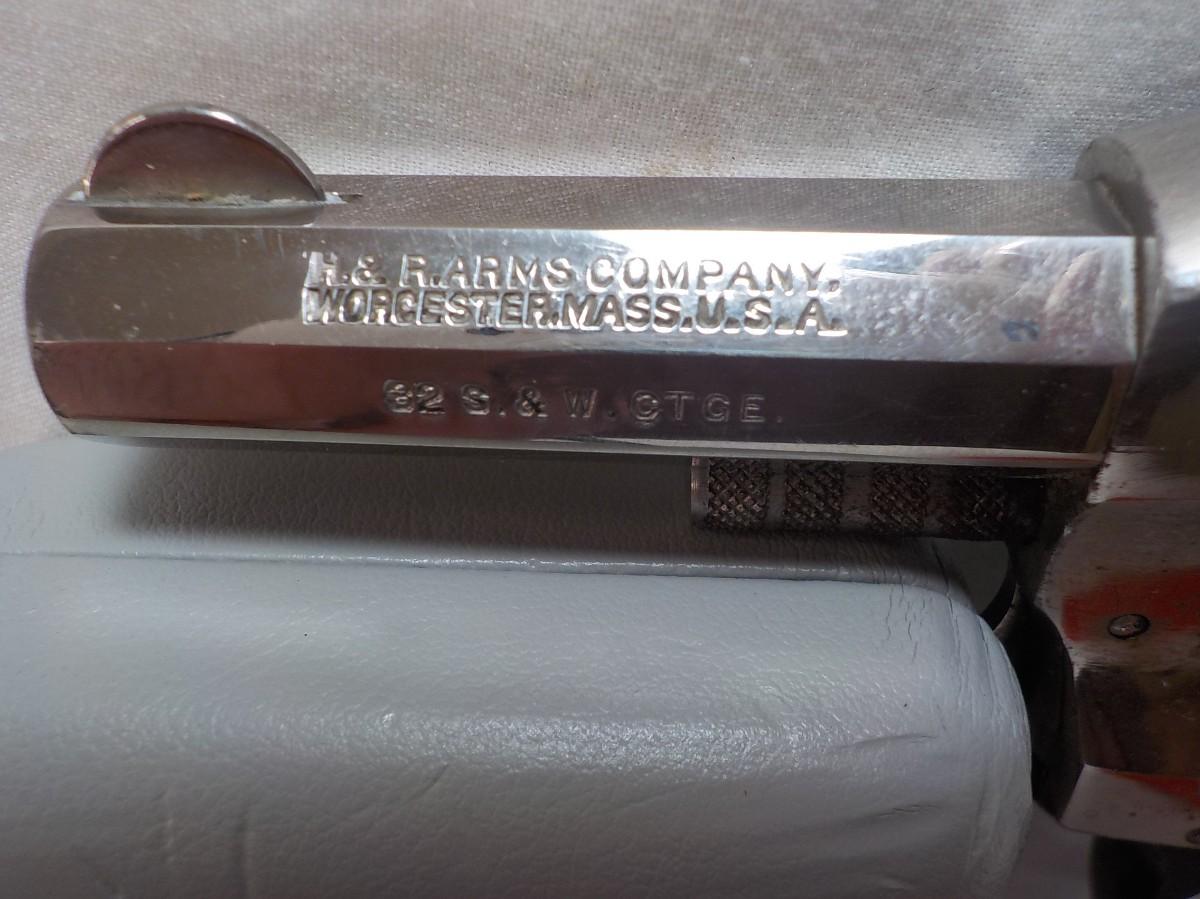 H.& R.ARMS COMPANY.
WORCESTER.MASS.U.S.A.
32 S.& W. CTGE.